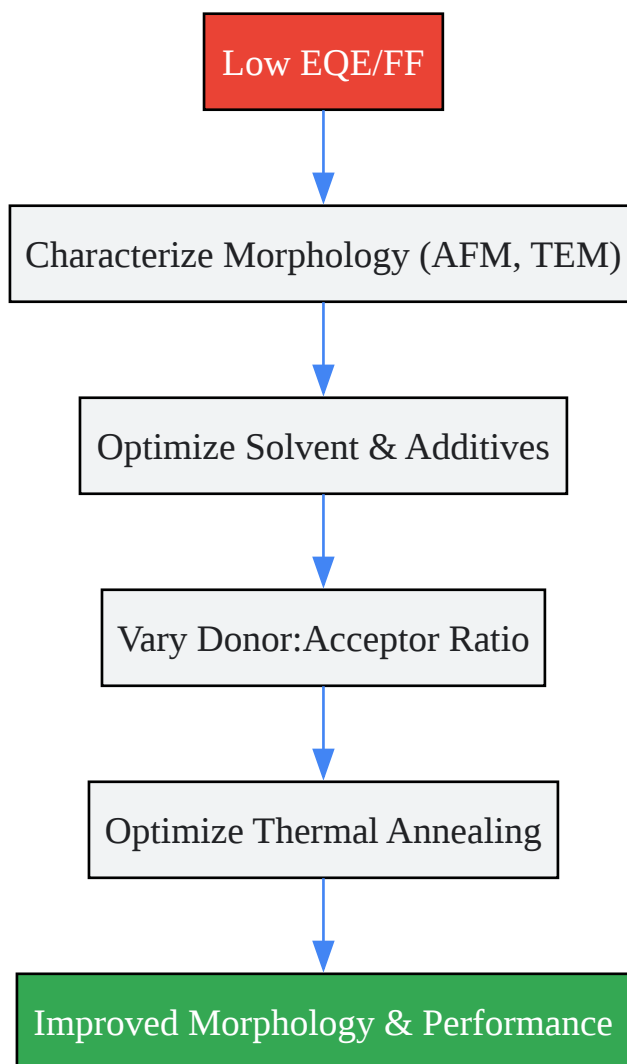 Low EQE/FF
Characterize Morphology (AFM, TEM)
Optimize Solvent & Additives
Vary Donor:Acceptor Ratio
Optimize Thermal Annealing
Improved Morphology & Performance